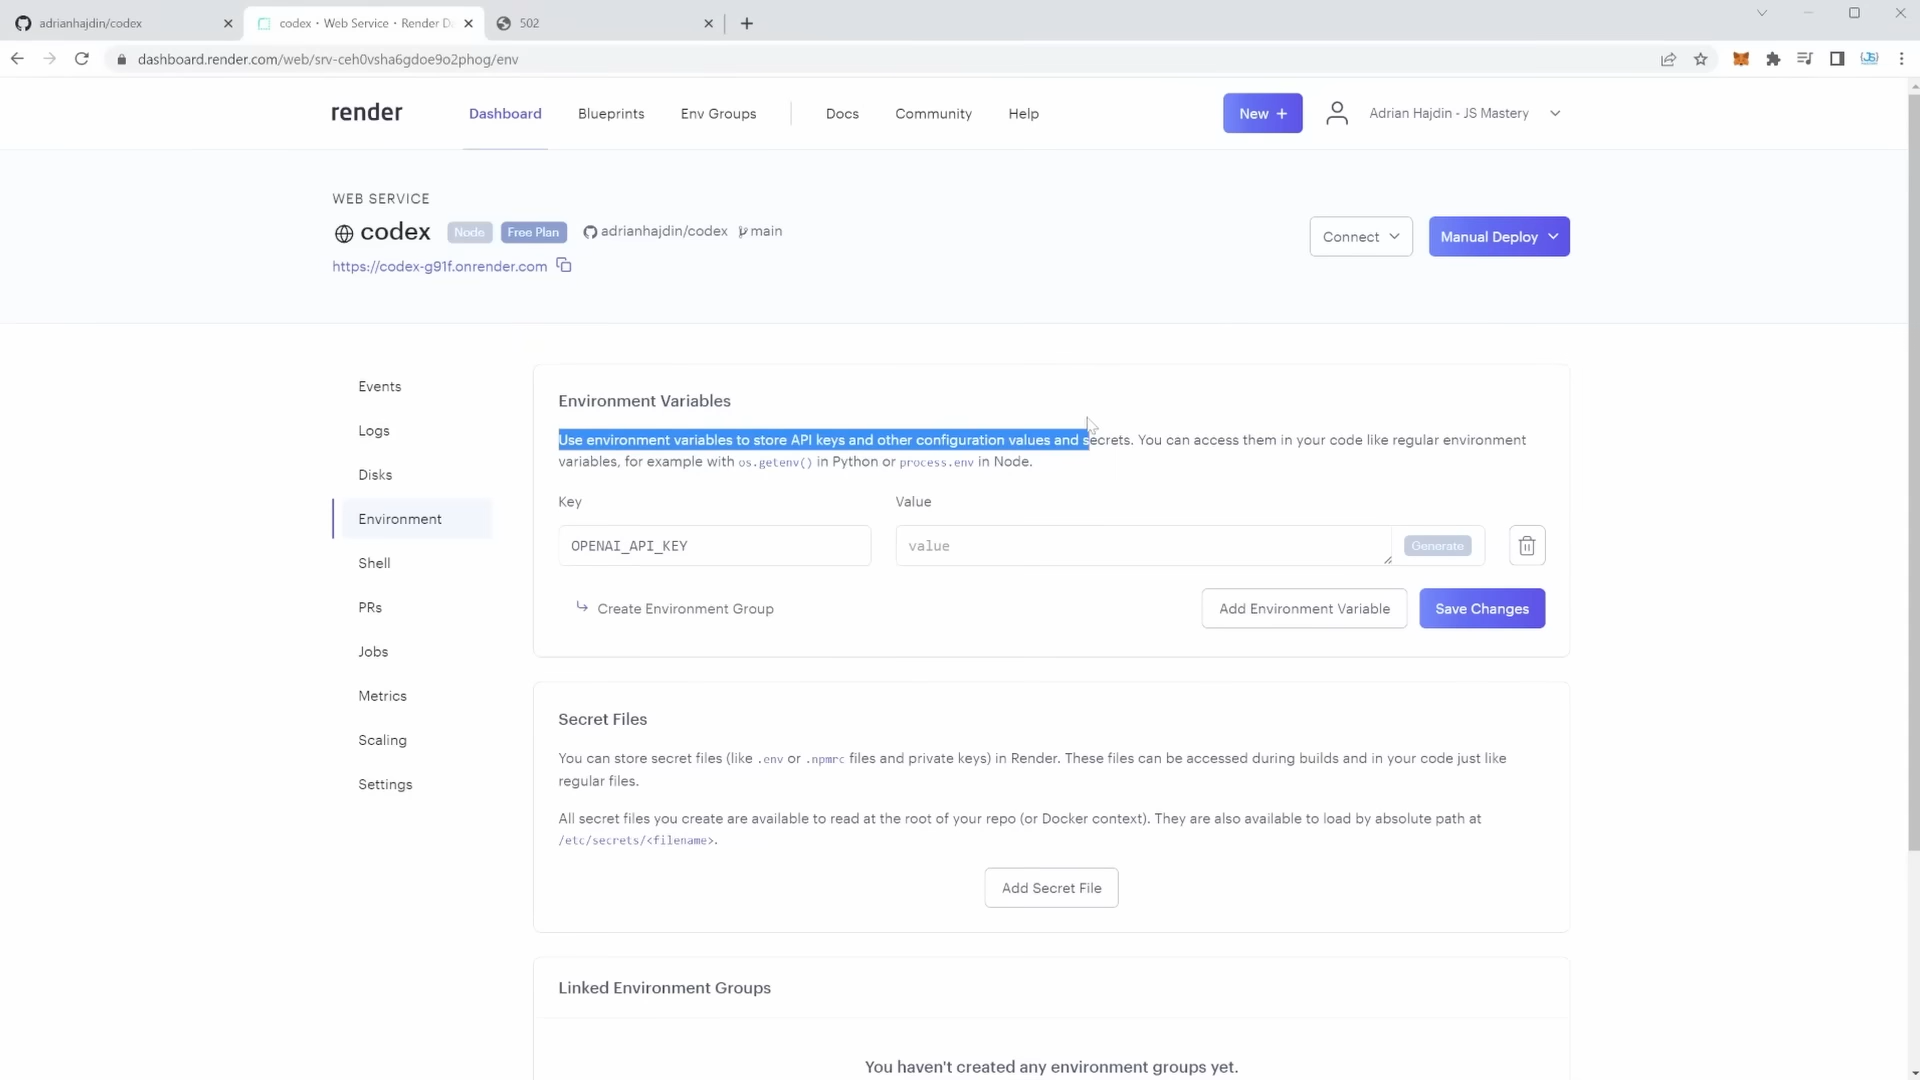 adrianhajdin/codex
codex · Web Service · Render Da
502
dashboard.render.com/web/srv-ceh0vsha6gdoe9o2phog/env
render
Dashboard
Blueprints
Env Groups
Docs
Community
Help
New +
Adrian Hajdin - JS Mastery
WEB SERVICE
codex
Node
Free Plan
adrianhajdin/codex
main
https://codex-g91f.onrender.com
Connect
Manual Deploy
Events
Logs
Disks
Environment
Shell
PRs
Jobs
Metrics
Scaling
Settings
Environment Variables
Use environment variables to store API keys and other configuration values and secrets. You can access them in your code like regular environment
variables, for example with os.getenv() in Python or process.env in Node.
Key
Value
OPENAI_API_KEY
value
Generate
Create Environment Group
Add Environment Variable
Save Changes
Secret Files
You can store secret files (like .env or .npmrc files and private keys) in Render. These files can be accessed during builds and in your code just like
regular files.
All secret files you create are available to read at the root of your repo (or Docker context). They are also available to load by absolute path at
/etc/secrets/<filename>.
Add Secret File
Linked Environment Groups
You haven't created any environment groups yet.